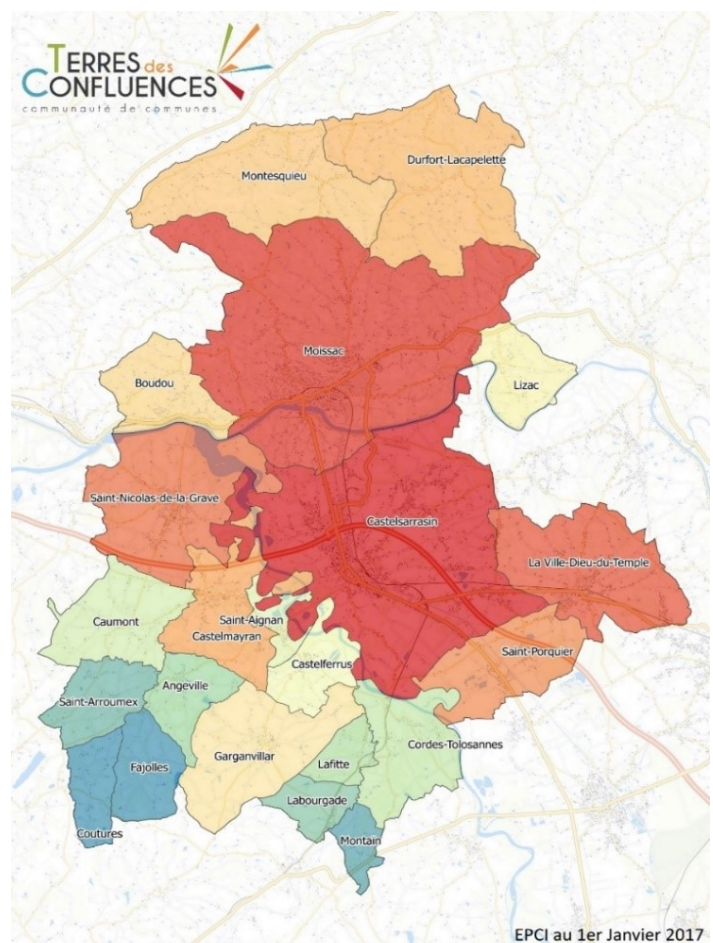 TERRES des
CONFLUENCES
communauté de communes
Durfort-Lacapelette
Montesquieu
Moissac
Boudou
Lizac
Saint-Nicolas-de-la-Grave
Castelsarrasin
La Ville-Dieu-du-Temple
Caumont
Saint-Aignan
Castelmayran
Saint-Porquier
Castelferrus
Angeville
Saint-Arroumex
Cordes-Tolosannes
Garganvillar
Lafitte
Fajolles
Labourgade
Coutures
Montain
EPCI au 1er Janvier 2017